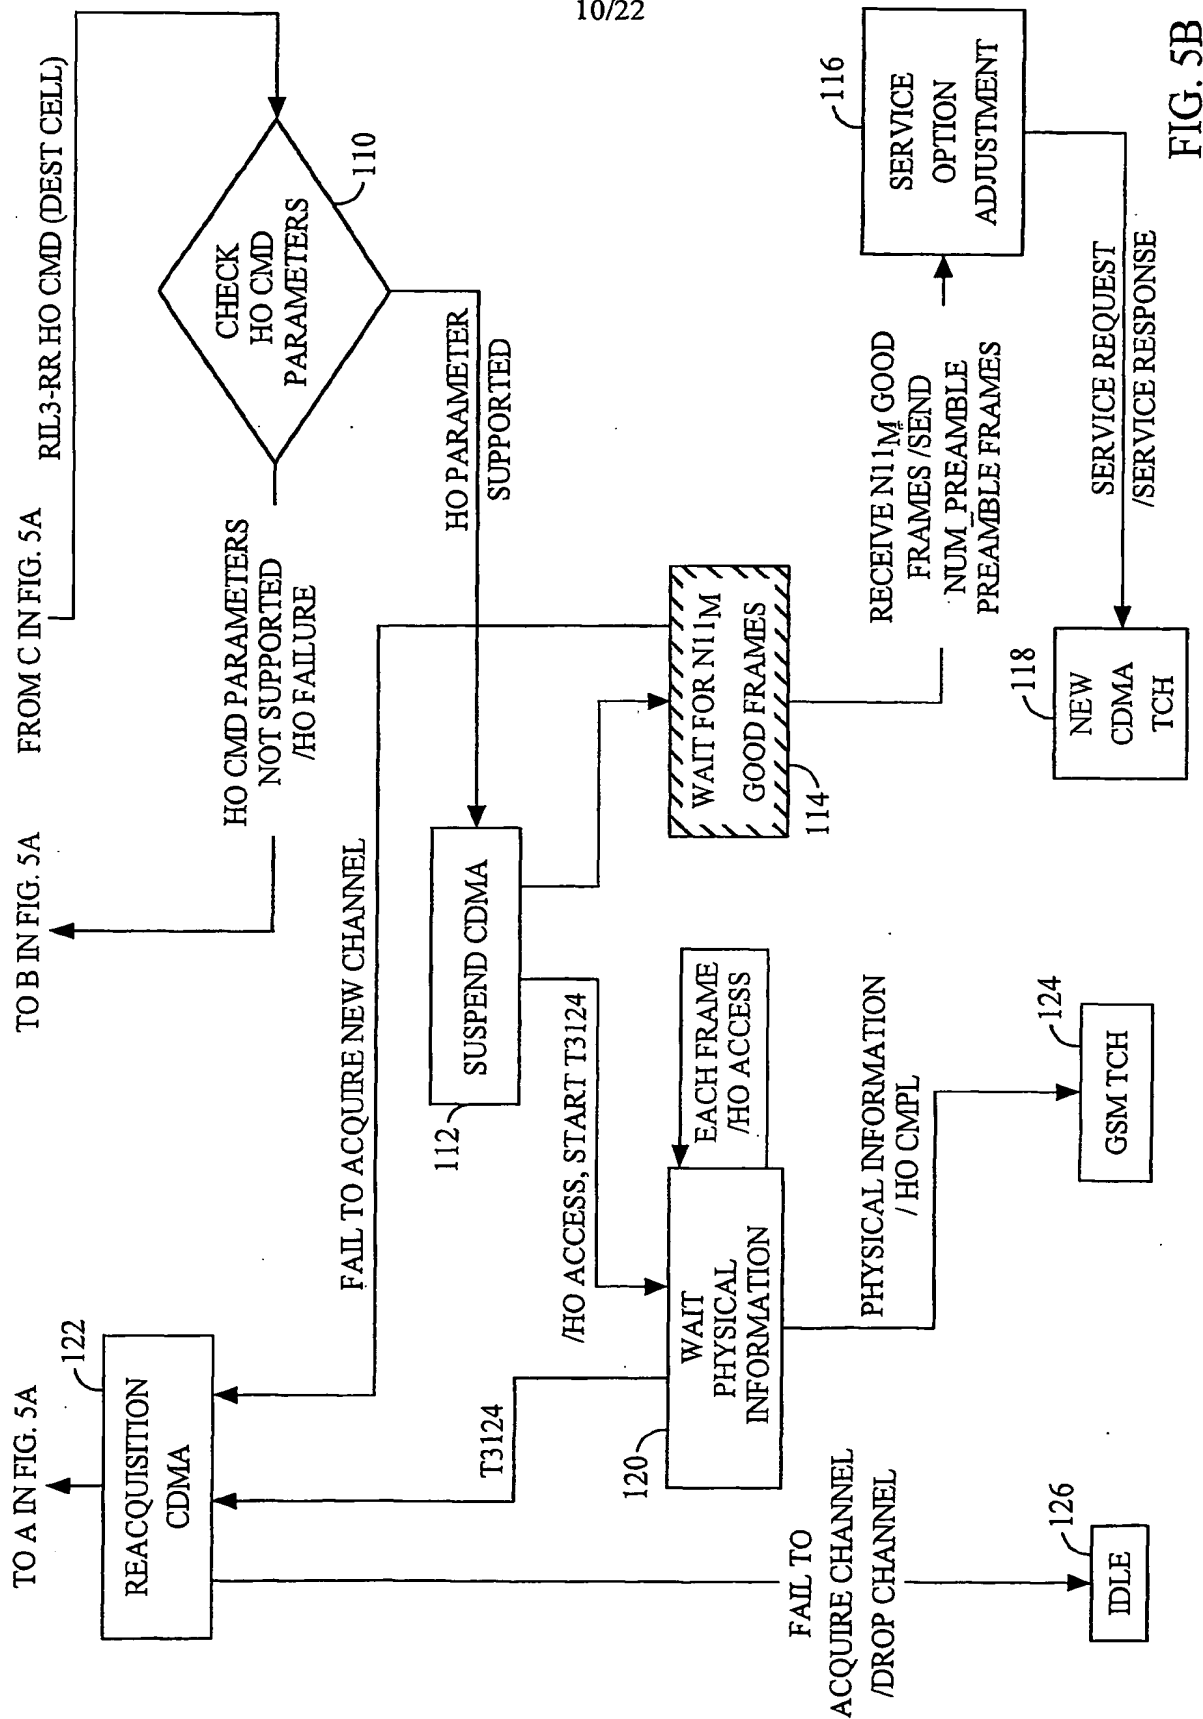 10/22
TO A IN FIG. 5A
TO B IN FIG. 5A
FROM C IN FIG. 5A
RIL3-RR HO CMD (DEST CELL)
122
REACQUISITION
CDMA
HO CMD PARAMETERS
NOT SUPPORTED
/HO FAILURE
CHECK
HO CMD
PARAMETERS
110
FAIL TO ACQUIRE NEW CHANNEL
HO PARAMETER
SUPPORTED
SUSPEND CDMA
112
T3124
/HO ACCESS, START T3124
WAIT
PHYSICAL
INFORMATION
120
EACH FRAME
/HO ACCESS
WAIT FOR N11M
GOOD FRAMES
114
FAIL TO
ACQUIRE CHANNEL
/DROP CHANNEL
PHYSICAL INFORMATION
/ HO CMPL
RECEIVE N11M GOOD
FRAMES /SEND
NUM_PREAMBLE
PREAMBLE FRAMES
116
SERVICE
OPTION
ADJUSTMENT
126
IDLE
124
GSM TCH
118
NEW
CDMA
TCH
SERVICE REQUEST
/SERVICE RESPONSE
FIG. 5B